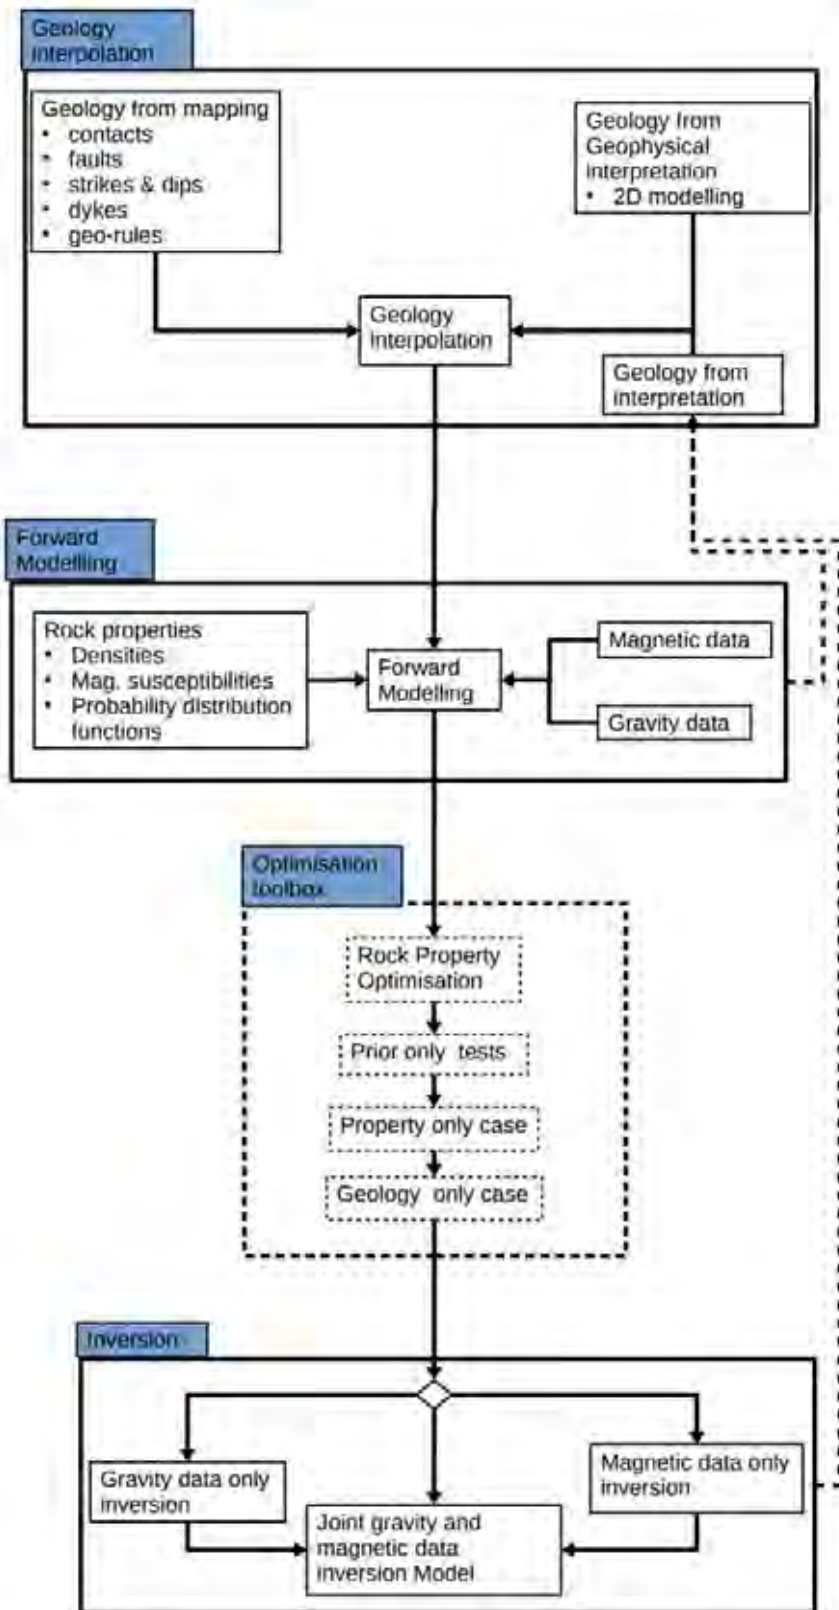 Geology
Interpolation
Geology from mapping
• contacts
• faults
• strikes & dips
• dykes
• geo-rules
Geology from
Geophysical
Interpretation
• 2D modelling
Geology
Interpolation
Geology from
interpretation
Forward
Modelling
Rock properties
• Densities
• Mag. susceptibilities
• Probability distribution
functions
Forward
Modelling
Magnetic data
Gravity data
Optimisation
toolbox
Rock Property
Optimisation
Prior only tests
Property only case
Geology only case
Inversion
Gravity data only
inversion
Magnetic data only
inversion
Joint gravity and
magnetic data
inversion Model